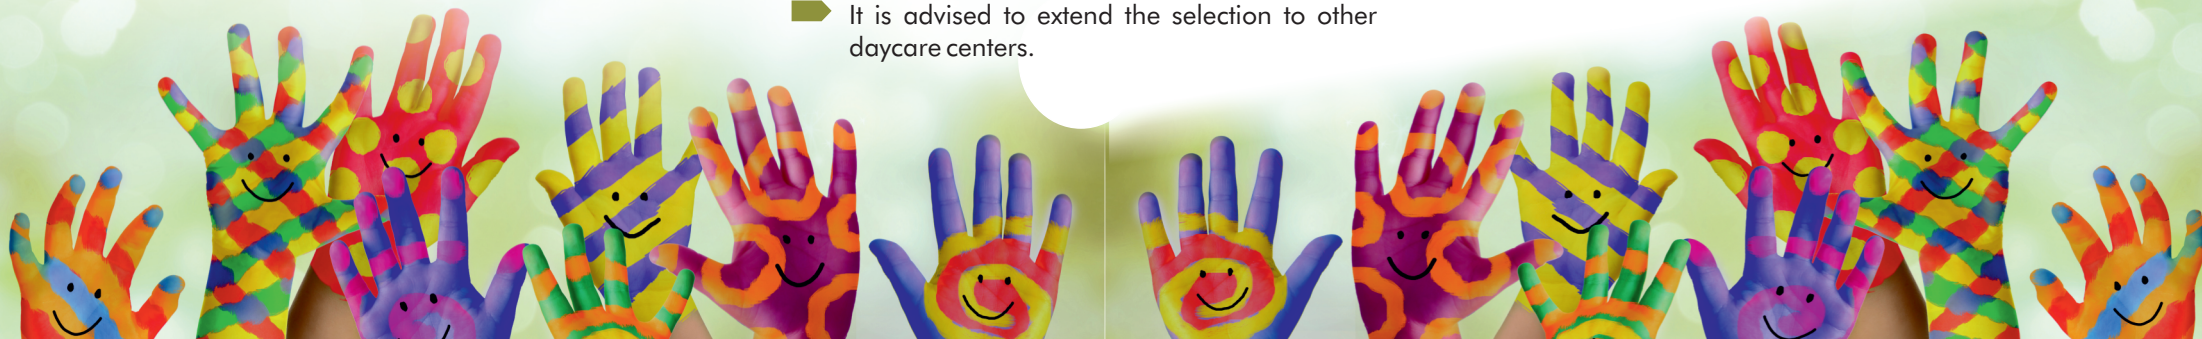 It is advised to extend the selection to other
daycare centers.